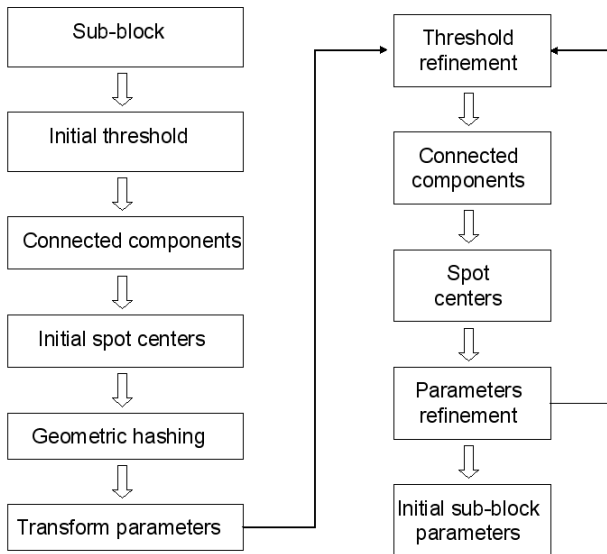 Sub-block
Initial threshold
Connected components
Initial spot centers
Geometric hashing
Transform parameters
Threshold
refinement
Connected
components
Spot
centers
Parameters
refinement
Initial sub-block
parameters